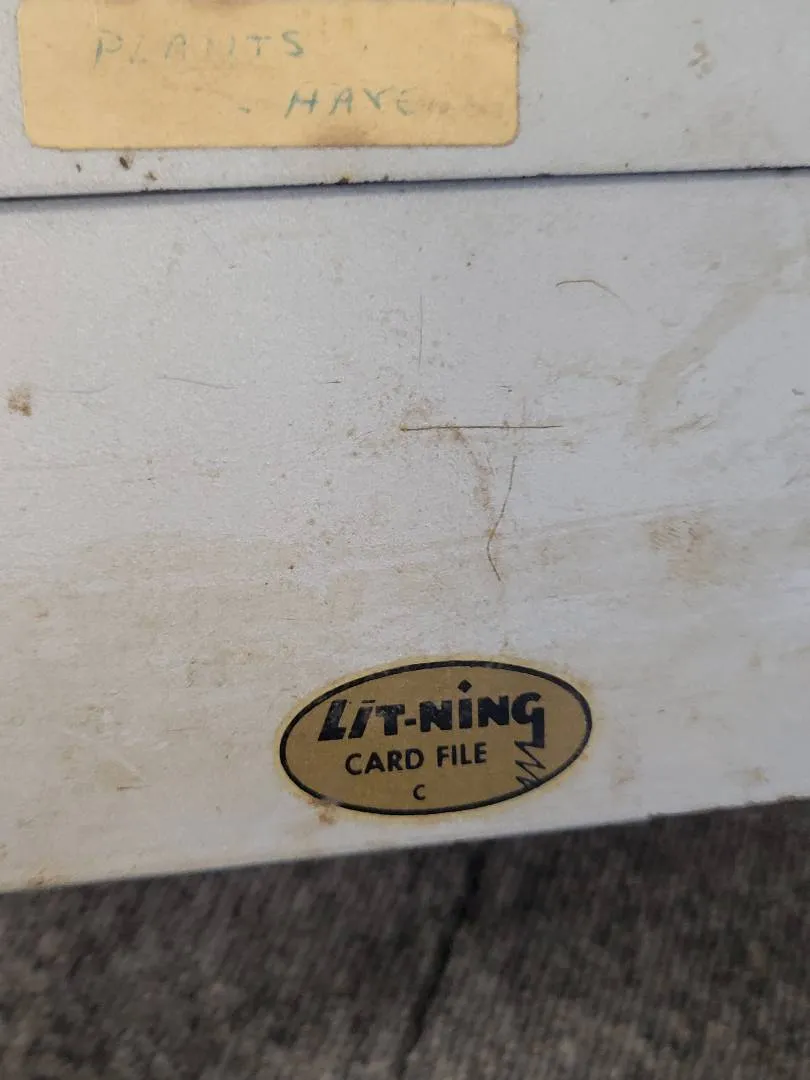 PLANTS
- HAVE
LiT-NiNG
CARD FILE
C